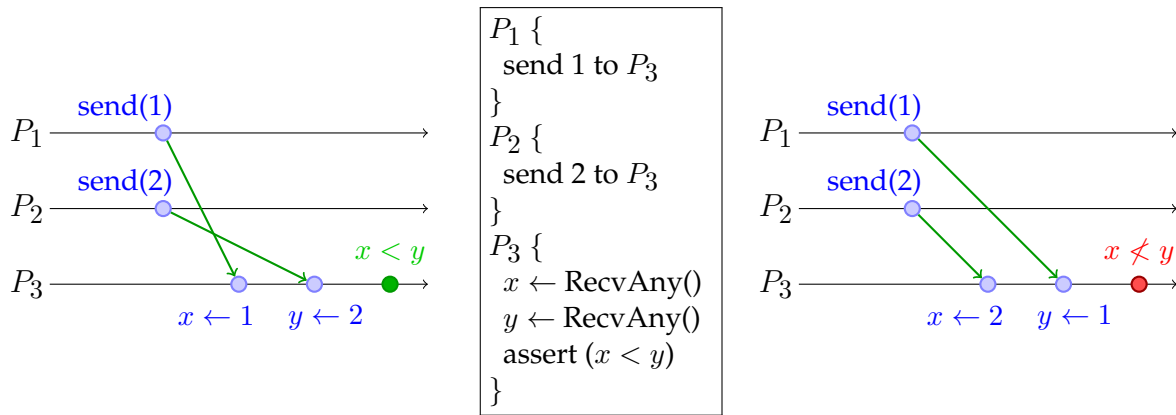 send(1)
P₁
send(2)
P₂
x < y
P₃
x ← 1
y ← 2
P₁ {
send 1 to P₃
}
P₂ {
send 2 to P₃
}
P₃ {
x ← RecvAny()
y ← RecvAny()
assert (x < y)
}
send(1)
P₁
send(2)
P₂
x ≮ y
P₃
x ← 2
y ← 1